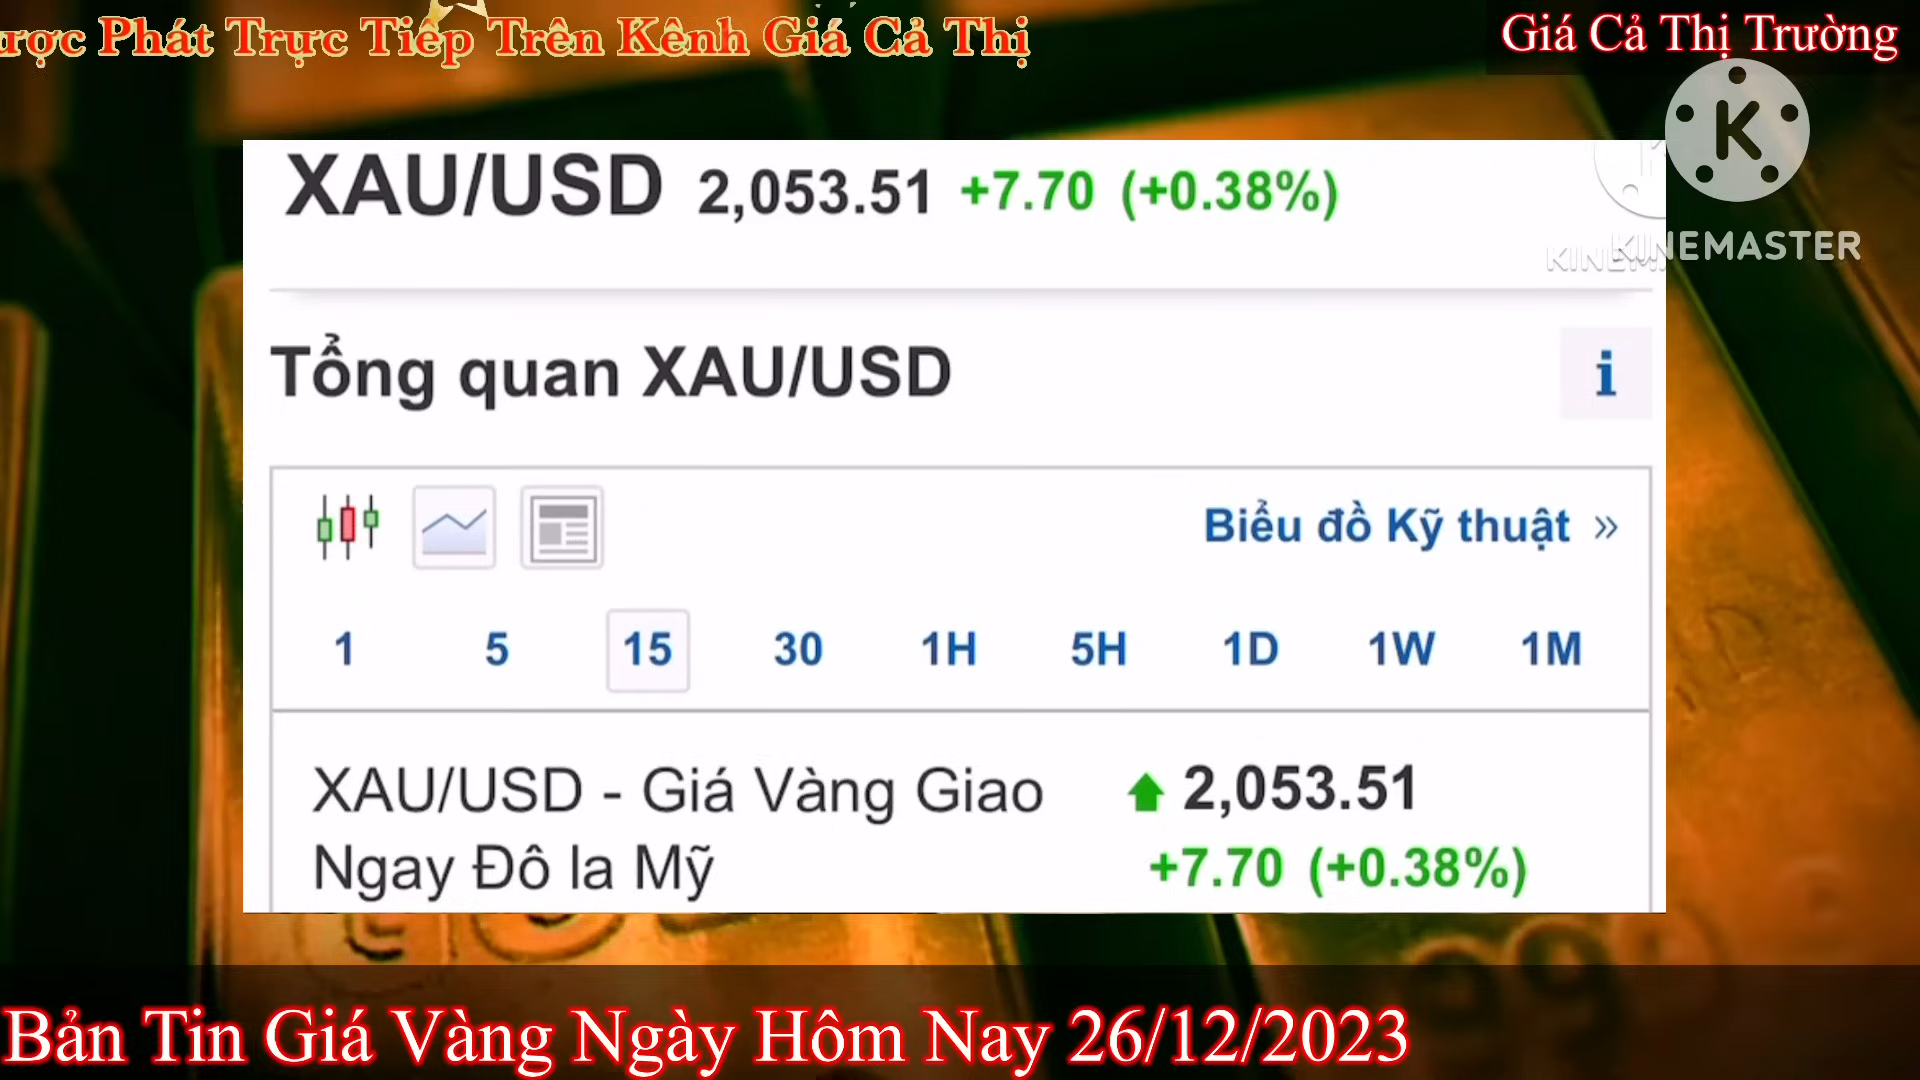 ược Phát Trực Tiếp Trên Kênh Giá Cả Thị
Giá Cả Thị Trường
K
KINEMASTER
XAU/USD 2,053.51 +7.70 (+0.38%)
Tổng quan XAU/USD
i
Biểu đồ Kỹ thuật »
1 5 15 30 1H 5H 1D 1W 1M
XAU/USD - Giá Vàng Giao 2,053.51
Ngay Đô la Mỹ +7.70 (+0.38%)
Bản Tin Giá Vàng Ngày Hôm Nay 26/12/2023